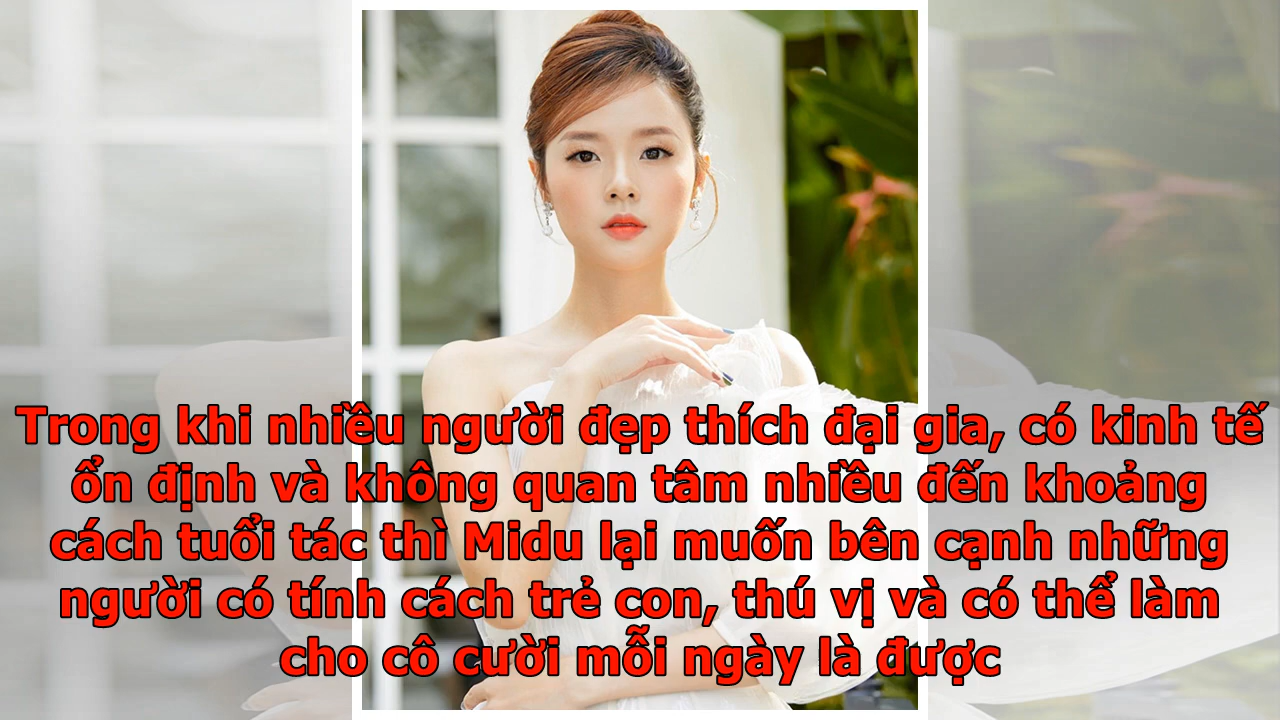 Trong khi nhiều người đẹp thích đại gia, có kinh tế
ổn định và không quan tâm nhiều đến khoảng
cách tuổi tác thì Midu lại muốn bên cạnh những
người có tính cách trẻ con, thú vị và có thể làm
cho cô cười mỗi ngày là được